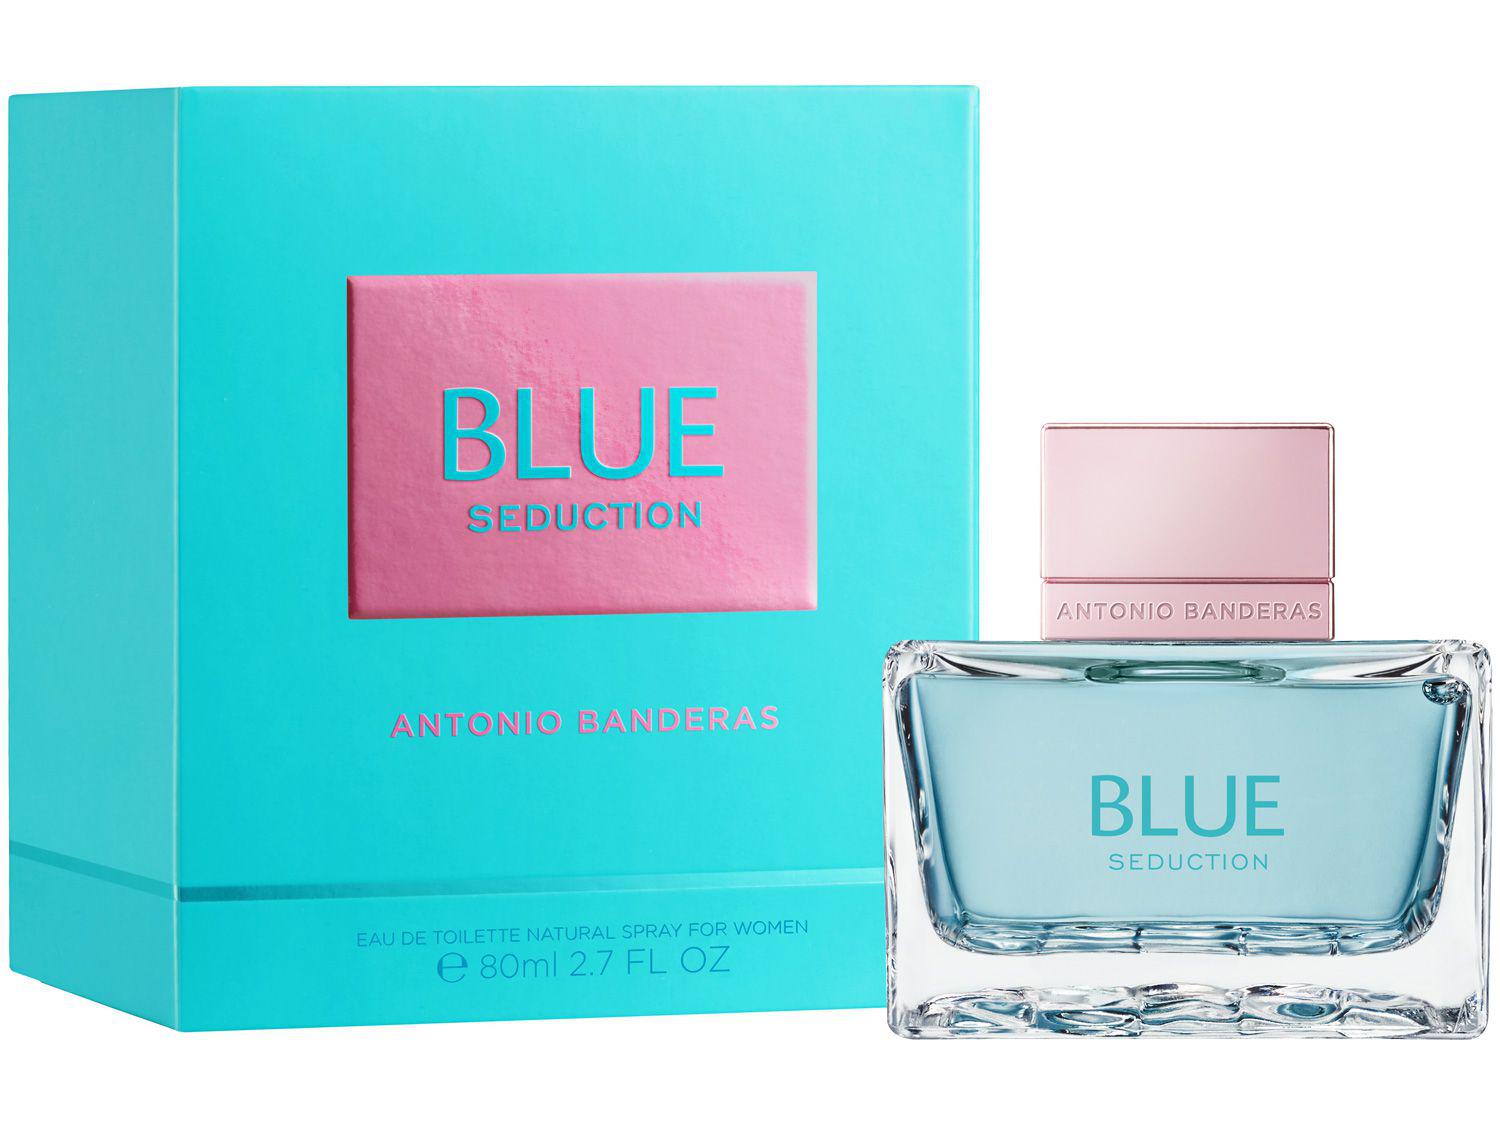 BLUE
SEDUCTION
ANTONIO BANDERAS
EAU DE TOILETTE NATURAL SPRAY FOR WOMEN
℮ 80ml 2.7 FL OZ
ANTONIO BANDERAS
BLUE
SEDUCTION